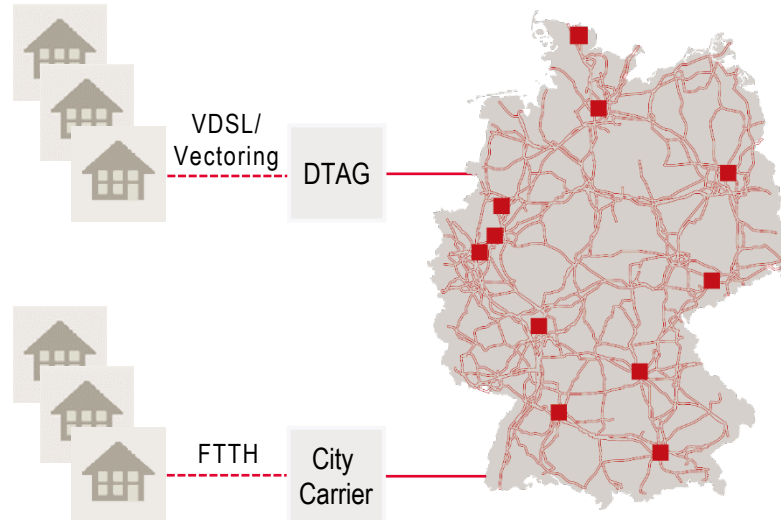 VDSL/
Vectoring
DTAG
FTTH
City
Carrier